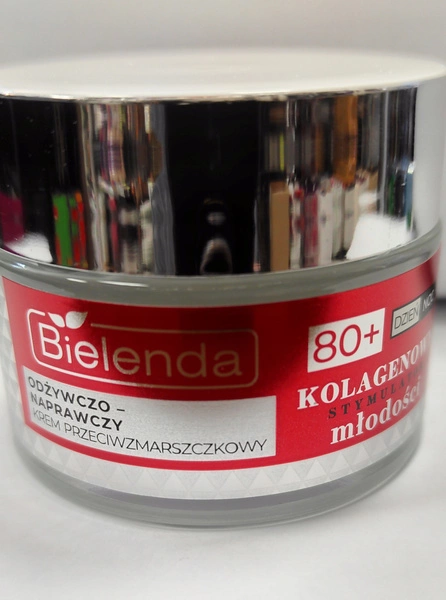 Bielenda
ODŻYWCZO –
NAPRAWCZY
KREM PRZECIWZMARSZCZKOWY
80+
DZIEŃ
młodości